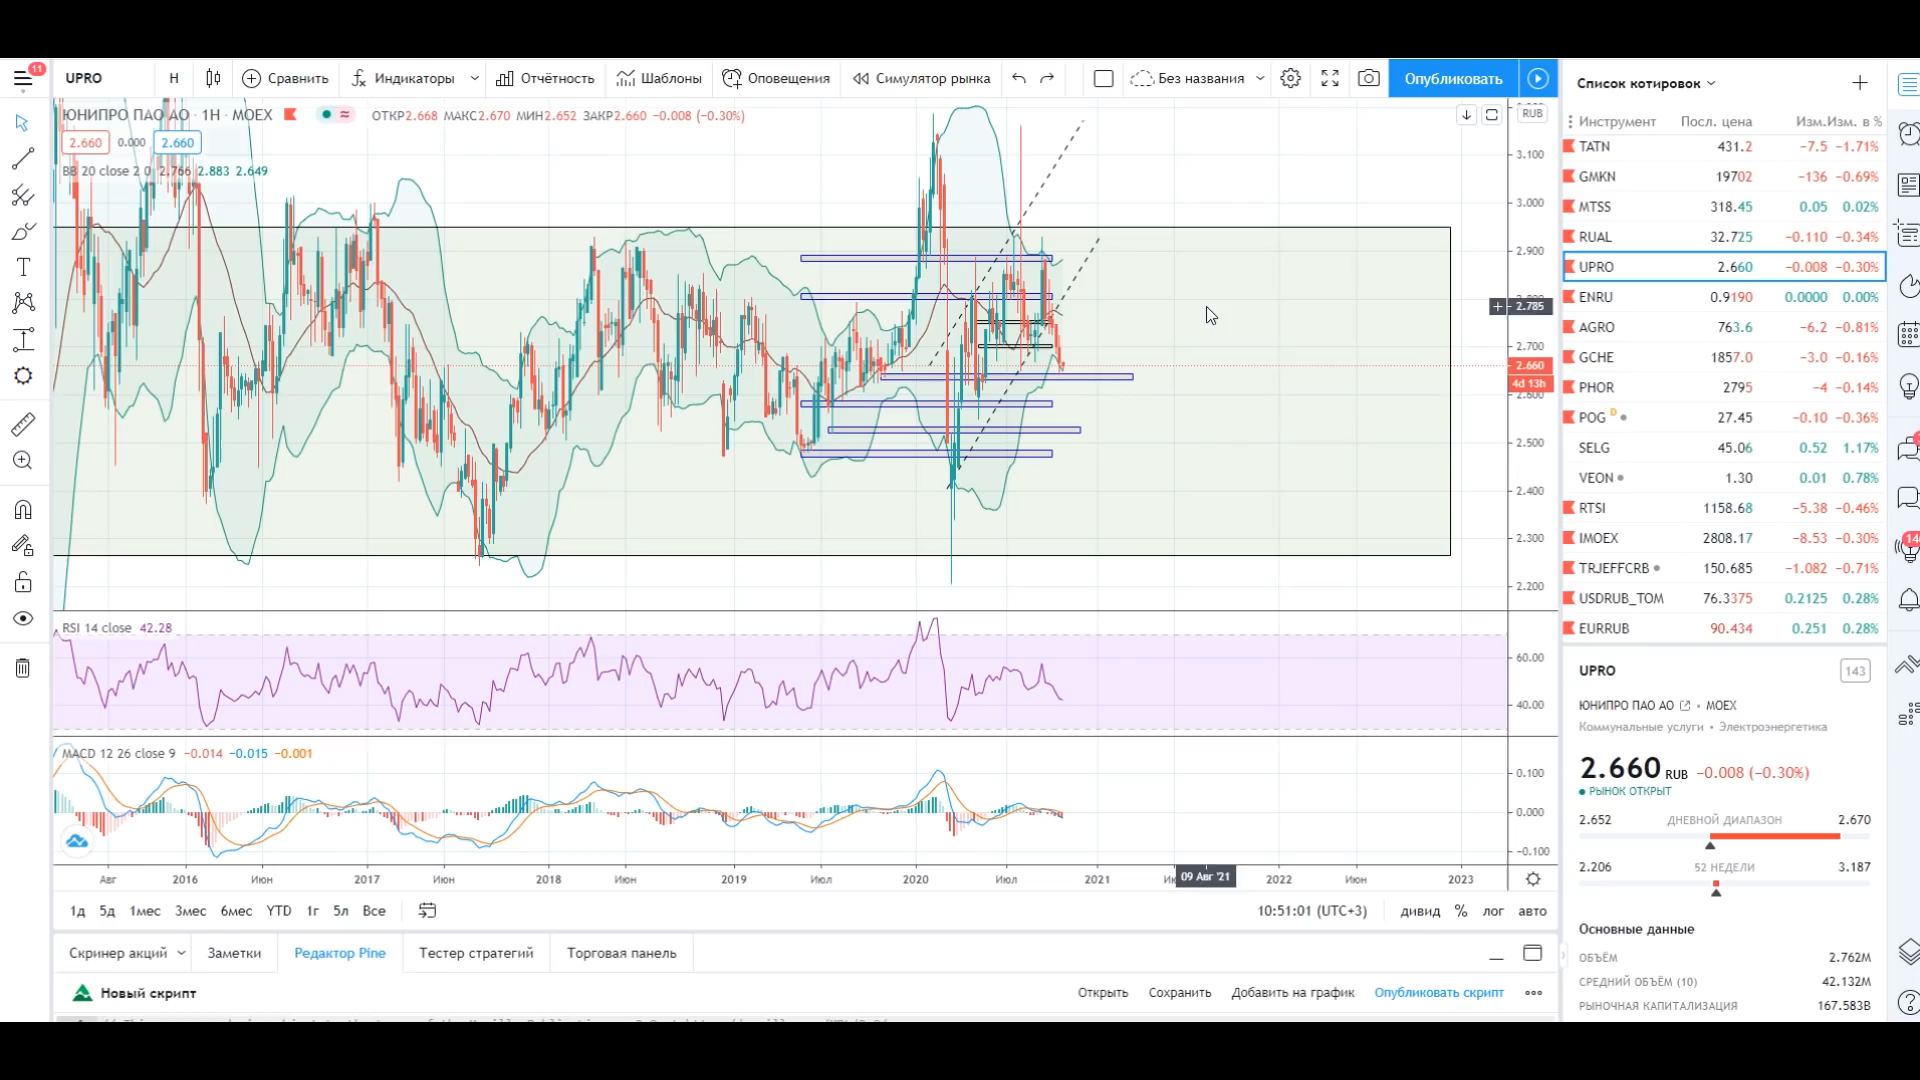 11
UPRO
Н
Сравнить
Индикаторы
Отчётность
Шаблоны
Оповещения
Симулятор рынка
Без названия
Опубликовать
Список котировок
ЮНИПРО ПАО АО · 1Н · MOEX
ОТКР2.668 МАКС2.670 МИН2.652 ЗАКР2.660 −0.008 (−0.30%)
2.660 0.000 2.660
BB 20 close 2 0 2.766 2.883 2.649
RUB
3.100
3.000
2.900
2.785
2.700
2.660
4d 13h
2.600
2.500
2.400
2.300
2.200
RSI 14 close 42.28
60.00
40.00
MACD 12 26 close 9 −0.014 −0.015 −0.001
0.100
0.000
−0.100
Авг 2016 Июн 2017 Июн 2018 Июн 2019 Июл 2020 Июл 2021 09 Авг '21 2022 Июн 2023
1д 5д 1мес 3мес 6мес YTD 1г 5л Все
10:51:01 (UTC+3)
дивид % лог авто
Скринер акций Заметки Редактор Pine Тестер стратегий Торговая панель
Новый скрипт
Открыть Сохранить Добавить на график Опубликовать скрипт
Инструмент Посл. цена Изм. Изм. в %
TATN 431.2 −7.5 −1.71%
GMKN 19702 −136 −0.69%
MTSS 318.45 0.05 0.02%
RUAL 32.725 −0.110 −0.34%
UPRO 2.660 −0.008 −0.30%
ENRU 0.9190 0.0000 0.00%
AGRO 763.6 −6.2 −0.81%
GCHE 1857.0 −3.0 −0.16%
PHOR 2795 −4 −0.14%
POG D 27.45 −0.10 −0.36%
SELG 45.06 0.52 1.17%
VEON 1.30 0.01 0.78%
RTSI 1158.68 −5.38 −0.46%
IMOEX 2808.17 −8.53 −0.30%
TRJEFFCRB 150.685 −1.082 −0.71%
USDRUB_TOM 76.3375 0.2125 0.28%
EURRUB 90.434 0.251 0.28%
UPRO
143
ЮНИПРО ПАО АО · MOEX
Коммунальные услуги • Электроэнергетика
2.660 RUB −0.008 (−0.30%)
РЫНОК ОТКРЫТ
2.652 ДНЕВНОЙ ДИАПАЗОН 2.670
2.206 52 НЕДЕЛИ 3.187
Основные данные
ОБЪЁМ 2.762M
СРЕДНИЙ ОБЪЁМ (10) 42.132M
РЫНОЧНАЯ КАПИТАЛИЗАЦИЯ 167.583B